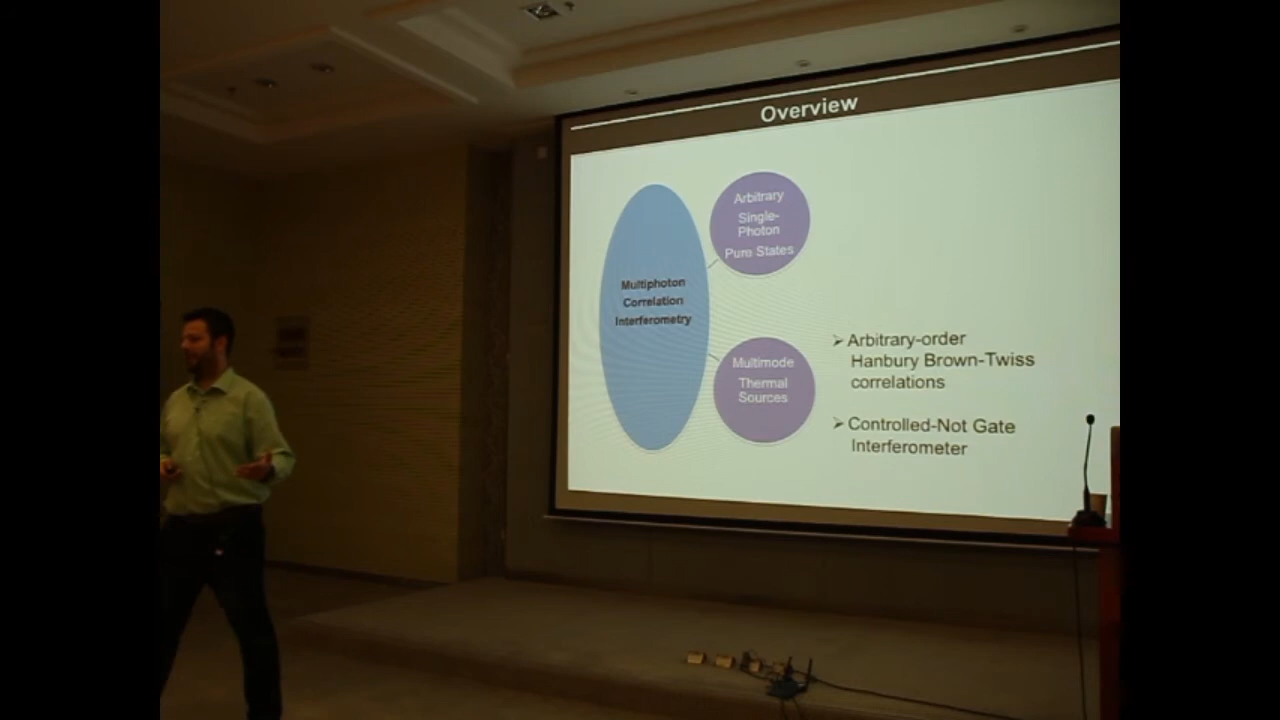 Overview
Multiphoton
Correlation
Interferometry
Arbitrary
Single-
Photon
Pure States
Multimode
Thermal
Sources
➢ Arbitrary-order
Hanbury Brown-Twiss
correlations
➢ Controlled-Not Gate
Interferometer